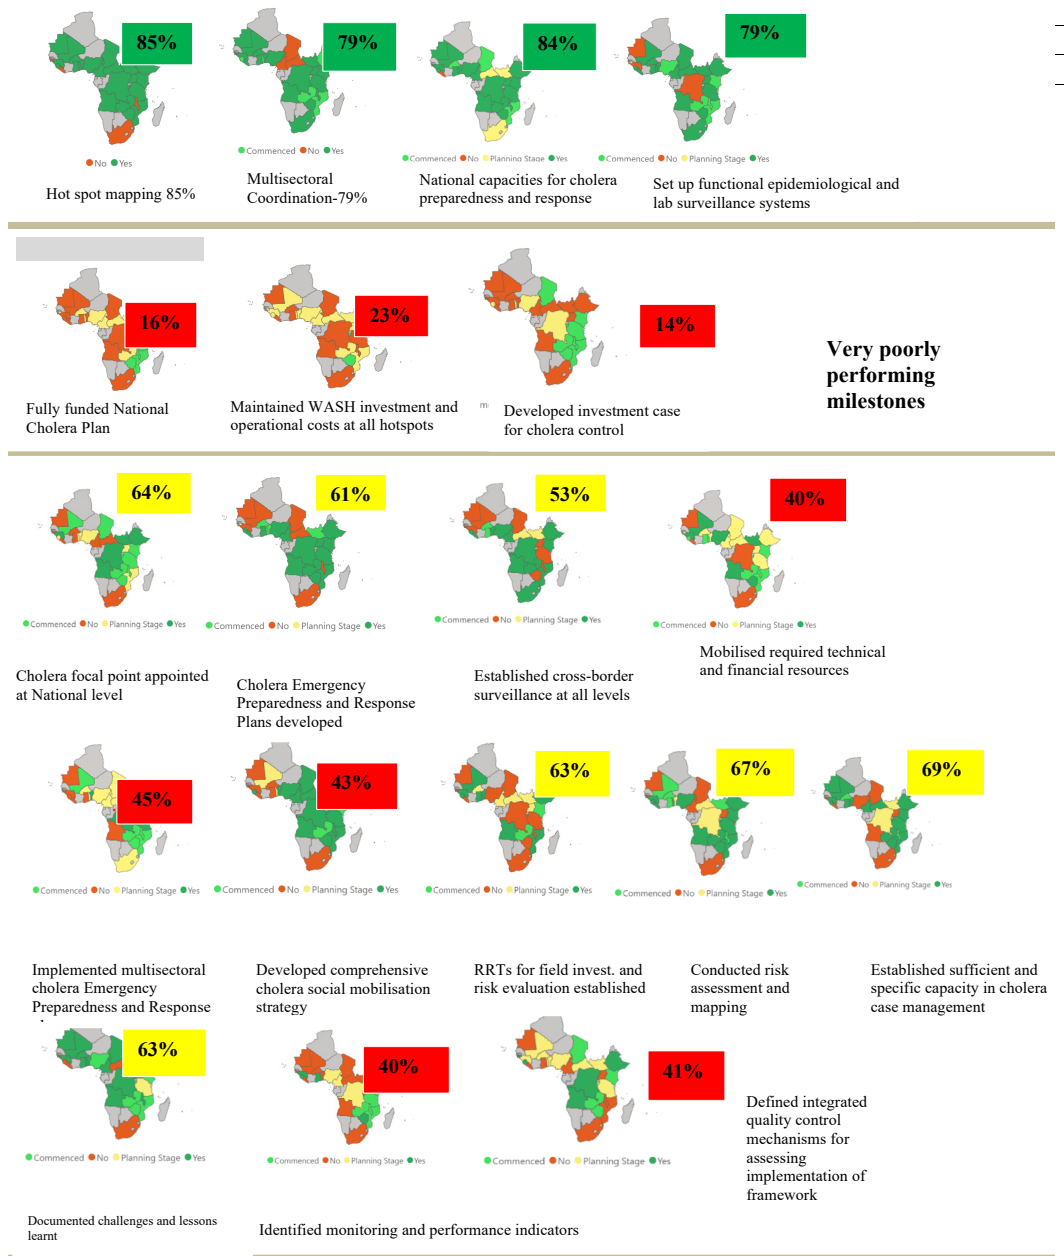 85%
79%
84%
79%
No Yes
Commenced No Yes
Commenced No Planning Stage Yes
Commenced No Planning Stage Yes
Hot spot mapping 85%
Multisectoral
Coordination-79%
National capacities for cholera
preparedness and response
Set up functional epidemiological and
lab surveillance systems
16%
23%
14%
Very poorly
performing
milestones
Fully funded National
Cholera Plan
Maintained WASH investment and
operational costs at all hotspots
Developed investment case
for cholera control
64%
61%
53%
40%
Commenced No Planning Stage Yes
Commenced No Planning Stage Yes
Commenced No Planning Stage Yes
Commenced No Planning Stage Yes
Cholera focal point appointed
at National level
Cholera Emergency
Preparedness and Response
Plans developed
Established cross-border
surveillance at all levels
Mobilised required technical
and financial resources
45%
43%
63%
67%
69%
Commenced No Planning Stage Yes
Commenced No Planning Stage Yes
Commenced No Planning Stage Yes
Commenced No Planning Stage Yes
Commenced No Planning Stage Yes
Implemented multisectoral
cholera Emergency
Preparedness and Response
Developed comprehensive
cholera social mobilisation
strategy
RRTs for field invest. and
risk evaluation established
Conducted risk
assessment and
mapping
Established sufficient and
specific capacity in cholera
case management
63%
40%
41%
Commenced No Planning Stage Yes
Commenced No Planning Stage Yes
Commenced No Planning Stage Yes
Defined integrated
quality control
mechanisms for
assessing
implementation of
framework
Documented challenges and lessons
learnt
Identified monitoring and performance indicators